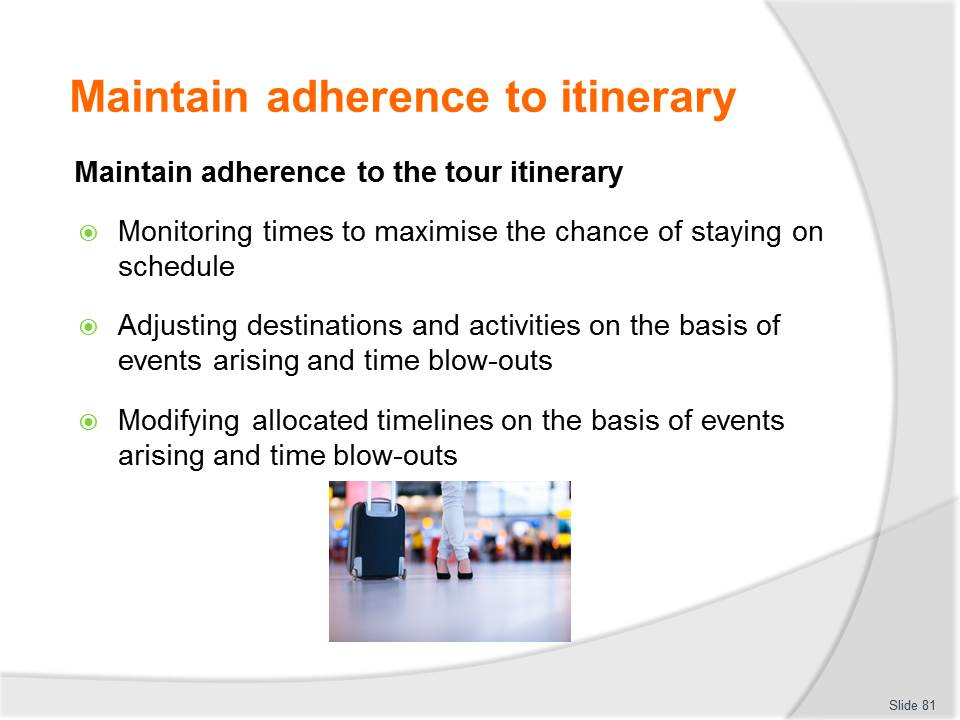 Maintain adherence to itinerary
Maintain adherence to the tour itinerary
Monitoring times to maximise the chance of staying on
schedule
Adjusting destinations and activities on the basis of
events arising and time blow-outs
Modifying allocated timelines on the basis of events
arising and time blow-outs
Slide 81